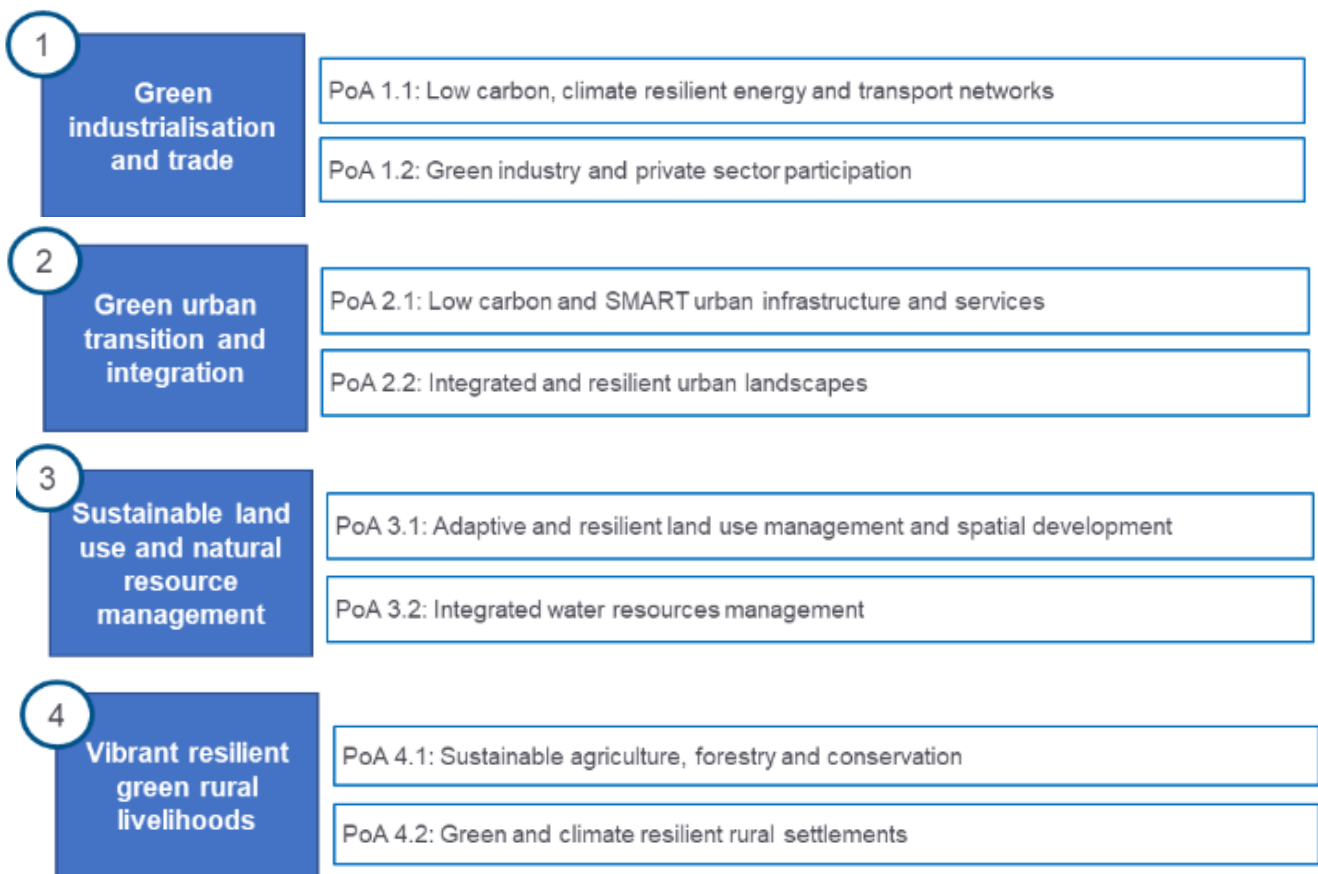 1
Green
industrialisation
and trade
PoA 1.1: Low carbon, climate resilient energy and transport networks
PoA 1.2: Green industry and private sector participation
2
Green urban
transition and
integration
PoA 2.1: Low carbon and SMART urban infrastructure and services
PoA 2.2: Integrated and resilient urban landscapes
3
Sustainable land
use and natural
resource
management
PoA 3.1: Adaptive and resilient land use management and spatial development
PoA 3.2: Integrated water resources management
4
Vibrant resilient
green rural
livelihoods
PoA 4.1: Sustainable agriculture, forestry and conservation
PoA 4.2: Green and climate resilient rural settlements